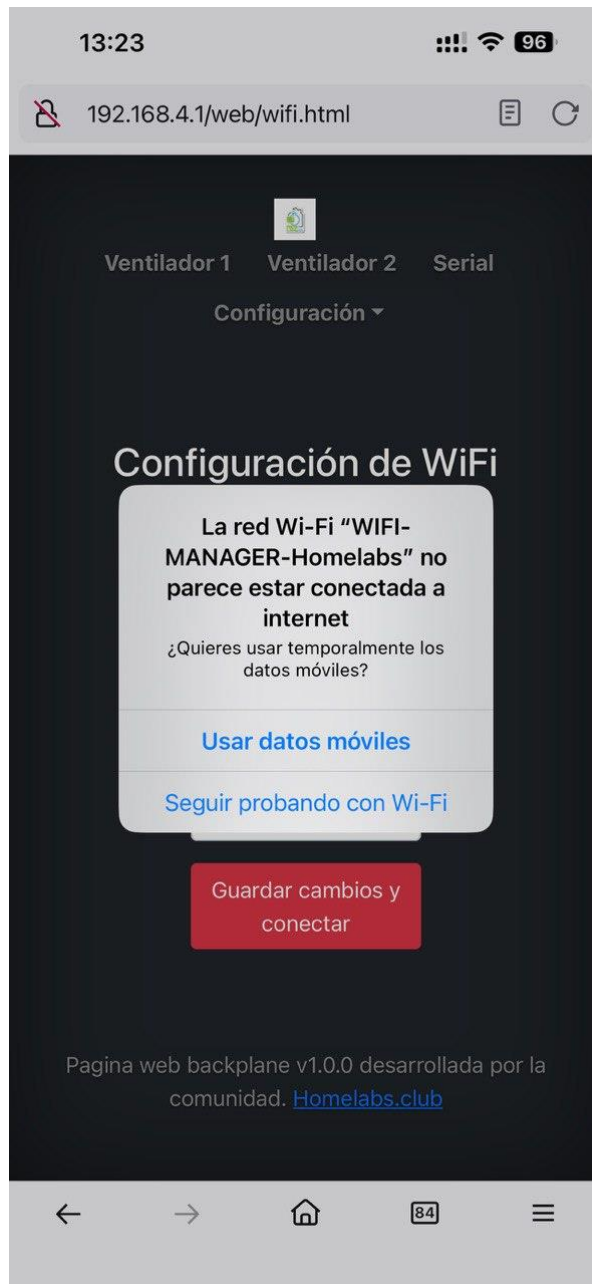 13:23
96
192.168.4.1/web/wifi.html
Ventilador 1 Ventilador 2 Serial
Configuración
Configuración de WiFi
La red Wi-Fi “WIFI-
MANAGER-Homelabs” no
parece estar conectada a
internet
¿Quieres usar temporalmente los
datos móviles?
Usar datos móviles
Seguir probando con Wi-Fi
Guardar cambios y
conectar
Pagina web backplane v1.0.0 desarrollada por la
comunidad. Homelabs.club
84